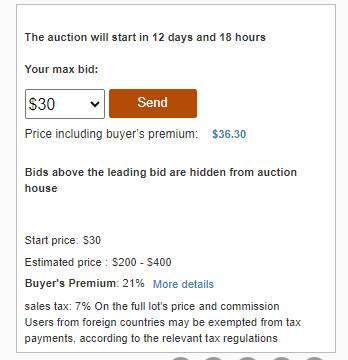 The auction will start in 12 days and 18 hours
Your max bid:
$30
Send
Price including buyer's premium: $36.30
Bids above the leading bid are hidden from auction
house
Start price: $30
Estimated price : $200 - $400
Buyer's Premium: 21% More details
sales tax: 7% On the full lot's price and commission
Users from foreign countries may be exempted from tax
payments, according to the relevant tax regulations